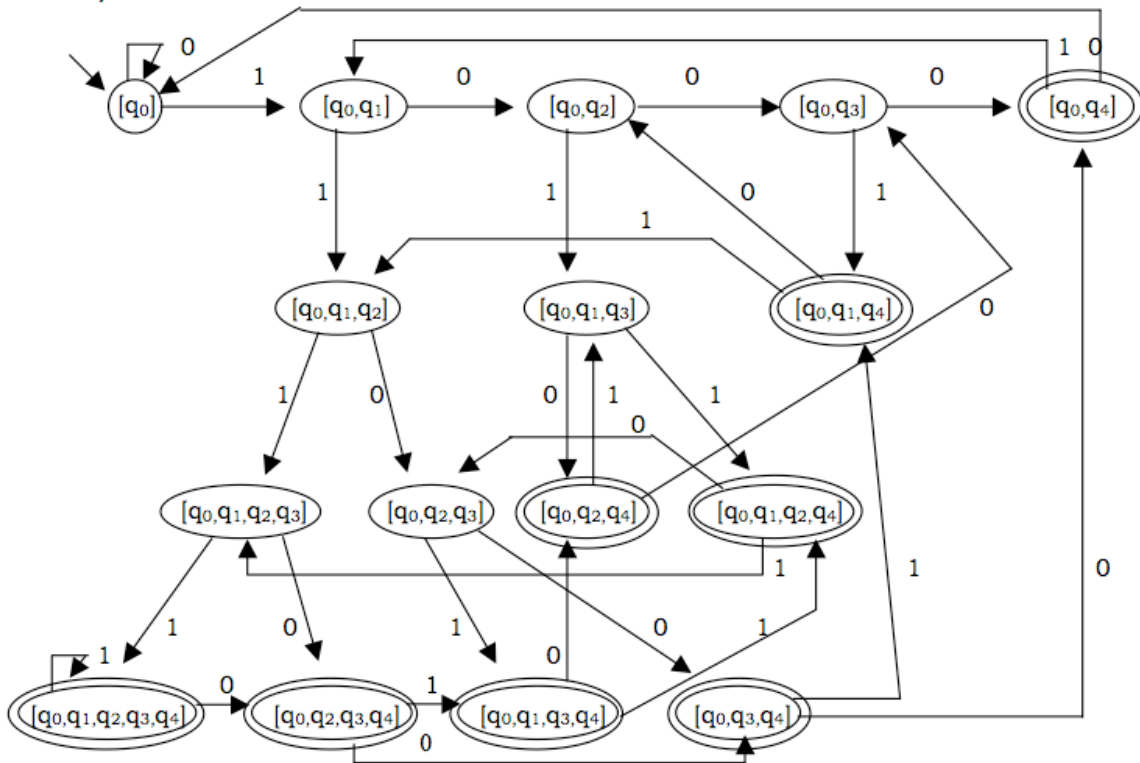 0 1 0
1 0 0 0
[q₀] [q₀,q₁] [q₀,q₂] [q₀,q₃] [q₀,q₄]
1 1 0 1
1
[q₀,q₁,q₂] [q₀,q₁,q₃] [q₀,q₁,q₄] 0
1 0 0 1 1
0
[q₀,q₁,q₂,q₃] [q₀,q₂,q₃] [q₀,q₂,q₄] [q₀,q₁,q₂,q₄]
1 1 0
1 0 1 0 1
1 0
0 1
[q₀,q₁,q₂,q₃,q₄] [q₀,q₂,q₃,q₄] [q₀,q₁,q₃,q₄] [q₀,q₃,q₄]
0